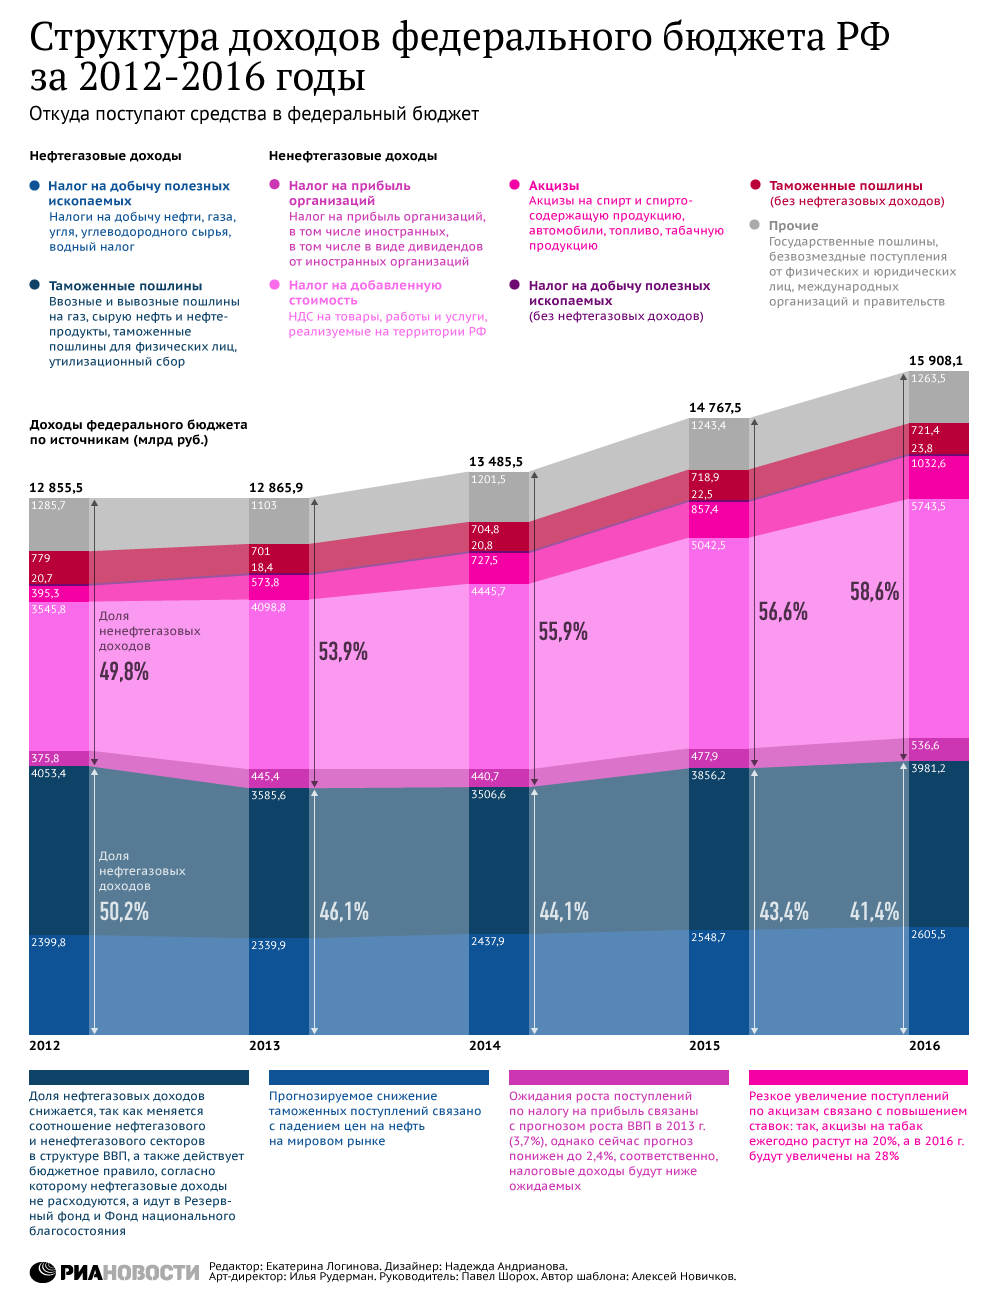 Структура доходов федерального бюджета РФ
за 2012-2016 годы
Откуда поступают средства в федеральный бюджет
Нефтегазовые доходы
Налог на добычу полезных
ископаемых
Налоги на добычу нефти, газа,
угля, углеводородного сырья,
водный налог
Таможенные пошлины
Ввозные и вывозные пошлины
на газ, сырую нефть и нефте-
продукты, таможенные
пошлины для физических лиц,
утилизационный сбор
Ненефтегазовые доходы
Налог на прибыль
организаций
Налог на прибыль организаций,
в том числе иностранных,
в том числе в виде дивидендов
от иностранных организаций
Налог на добавленную
стоимость
НДС на товары, работы и услуги,
реализуемые на территории РФ
Акцизы
Акцизы на спирт и спирто-
содержащую продукцию,
автомобили, топливо, табачную
продукцию
Налог на добычу полезных
ископаемых
(без нефтегазовых доходов)
Таможенные пошлины
(без нефтегазовых доходов)
Прочие
Государственные пошлины,
безвозмездные поступления
от физических и юридических
лиц, международных
организаций и правительств
Доходы федерального бюджета
по источникам (млрд руб.)
12 855,5
1285,7
779
20,7
395,3
3545,8
375,8
4053,4
2399,8
Доля
ненефтегазовых
доходов
49,8%
Доля
нефтегазовых
доходов
50,2%
12 865,9
1103
701
18,4
573,8
4098,8
445,4
3585,6
2339,9
53,9%
46,1%
13 485,5
1201,5
704,8
20,8
727,5
4445,7
440,7
3506,6
2437,9
55,9%
44,1%
14 767,5
1243,4
718,9
22,5
857,4
5042,5
477,9
3856,2
2548,7
56,6%
43,4%
15 908,1
1263,5
721,4
23,8
1032,6
5743,5
536,6
3981,2
2605,5
58,6%
41,4%
2012
2013
2014
2015
2016
Доля нефтегазовых доходов
снижается, так как меняется
соотношение нефтегазового
и ненефтегазового секторов
в структуре ВВП, а также действует
бюджетное правило, согласно
которому нефтегазовые доходы
не расходуются, а идут в Резерв-
ный фонд и Фонд национального
благосостояния
Прогнозируемое снижение
таможенных поступлений связано
с падением цен на нефть
на мировом рынке
Ожидания роста поступлений
по налогу на прибыль связаны
с прогнозом роста ВВП в 2013 г.
(3,7%), однако сейчас прогноз
понижен до 2,4%, соответственно,
налоговые доходы будут ниже
ожидаемых
Резкое увеличение поступлений
по акцизам связано с повышением
ставок: так, акцизы на табак
ежегодно растут на 20%, а в 2016 г.
будут увеличены на 28%
РИАНОВОСТИ
Редактор: Екатерина Логинова. Дизайнер: Надежда Андрианова.
Арт-директор: Илья Рудерман. Руководитель: Павел Шорох. Автор шаблона: Алексей Новичков.